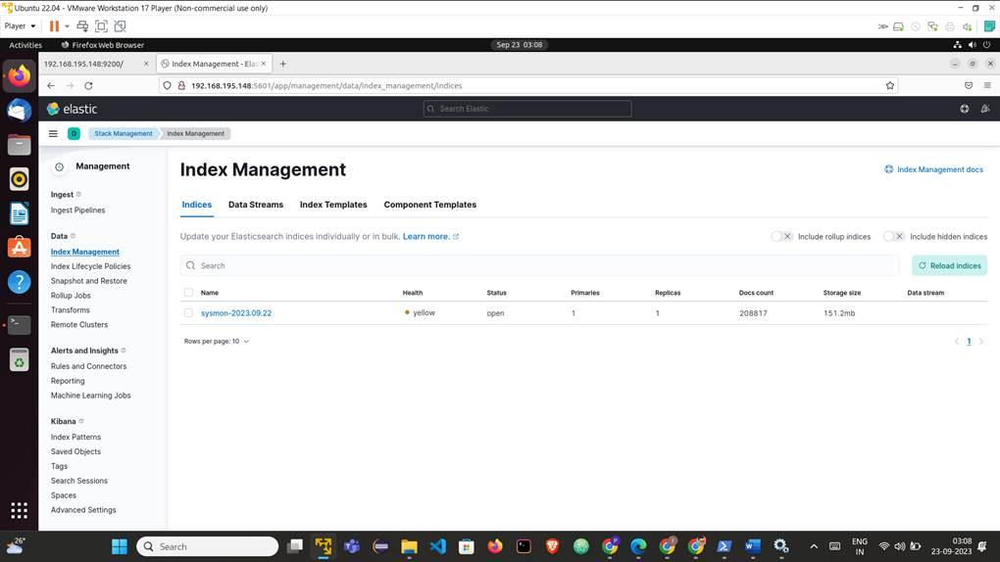 Ubuntu 22.04 - VMware Workstation 17 Player (Non-commercial use only)
Player
Activities
Firefox Web Browser
Sep 23 03:08
192.168.195.148:9200/
Index Management - Ela
192.168.195.148:5601/app/management/data/index_management/indices
elastic
Search Elastic
D
Stack Management
Index Management
Management
Ingest
Ingest Pipelines
Data
Index Management
Index Lifecycle Policies
Snapshot and Restore
Rollup Jobs
Transforms
Remote Clusters
Alerts and Insights
Rules and Connectors
Reporting
Machine Learning Jobs
Kibana
Index Patterns
Saved Objects
Tags
Search Sessions
Spaces
Advanced Settings
Index Management
Index Management docs
Indices Data Streams Index Templates Component Templates
Update your Elasticsearch indices individually or in bulk. Learn more.
Include rollup indices
Include hidden indices
Search
Reload indices
Name Health Status Primaries Replicas Docs count Storage size Data stream
sysmon-2023.09.22 yellow open 1 1 208817 151.2mb
Rows per page: 10
1
26°
Search
ENG
IN
03:08
23-09-2023